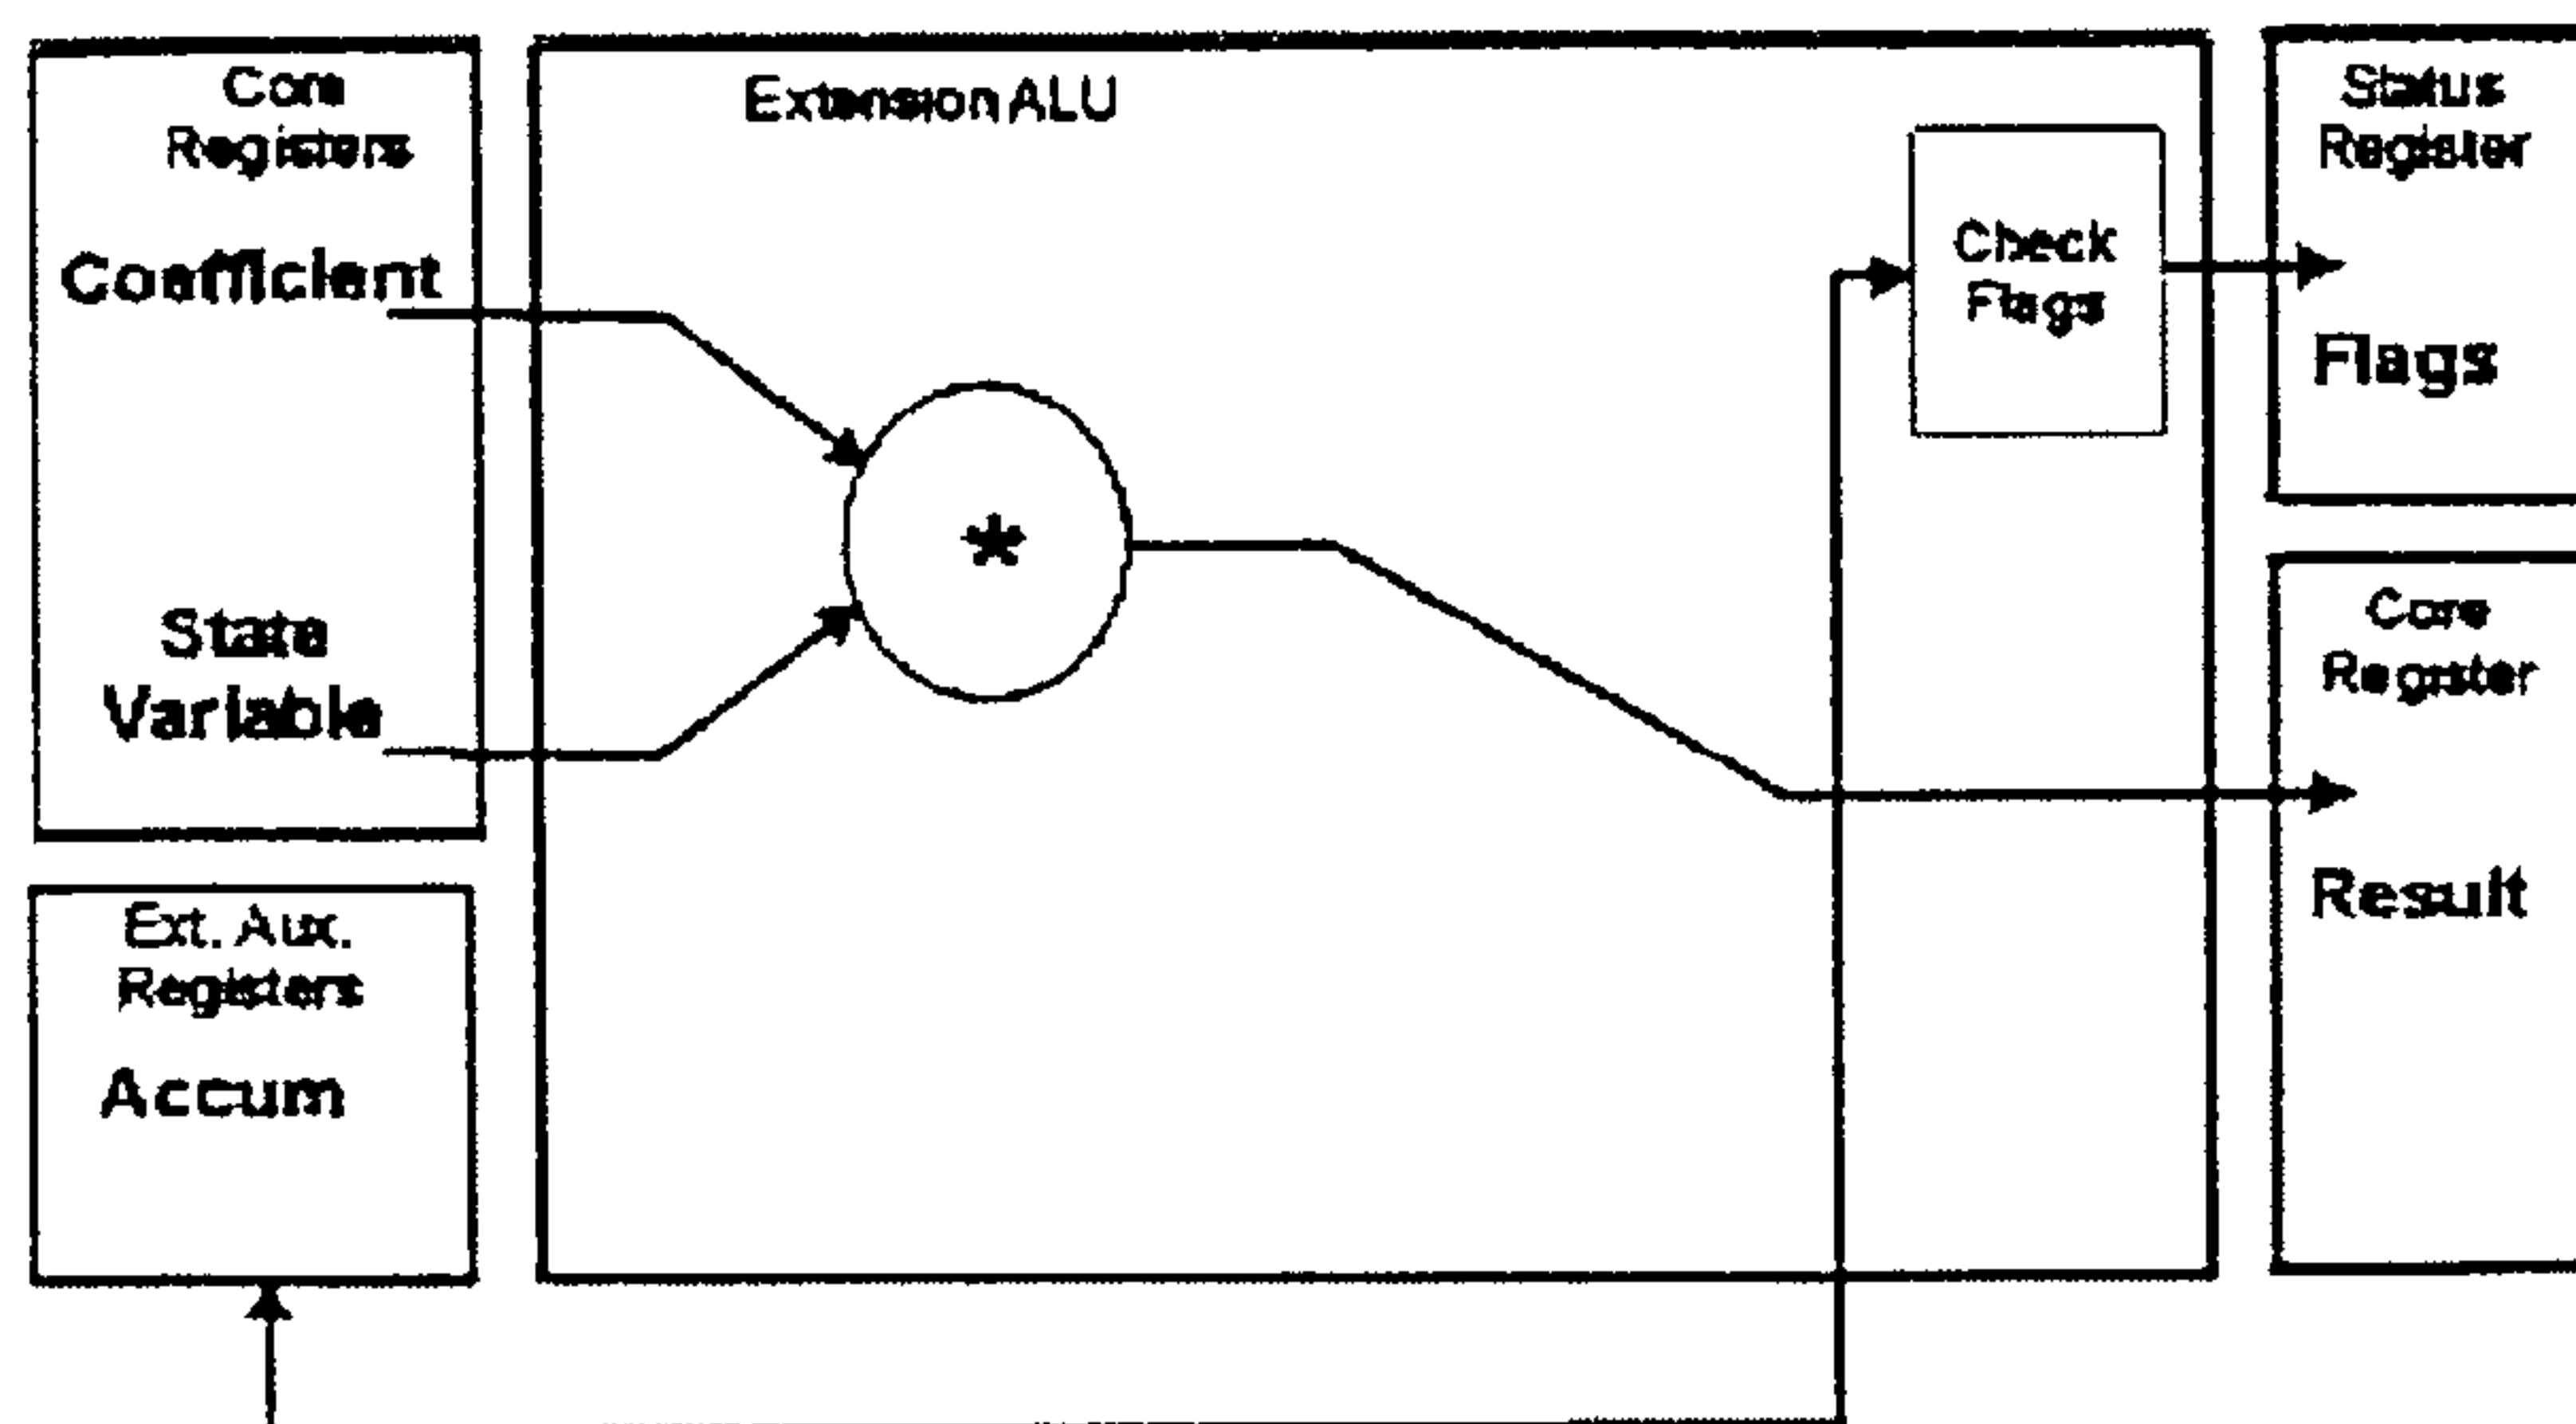 Core
Registers
Coefficient
State
Variable
Ext. Aux.
Registers
Accum
Extension ALU
*
Check
Flags
Status
Register
Flags
Core
Register
Result